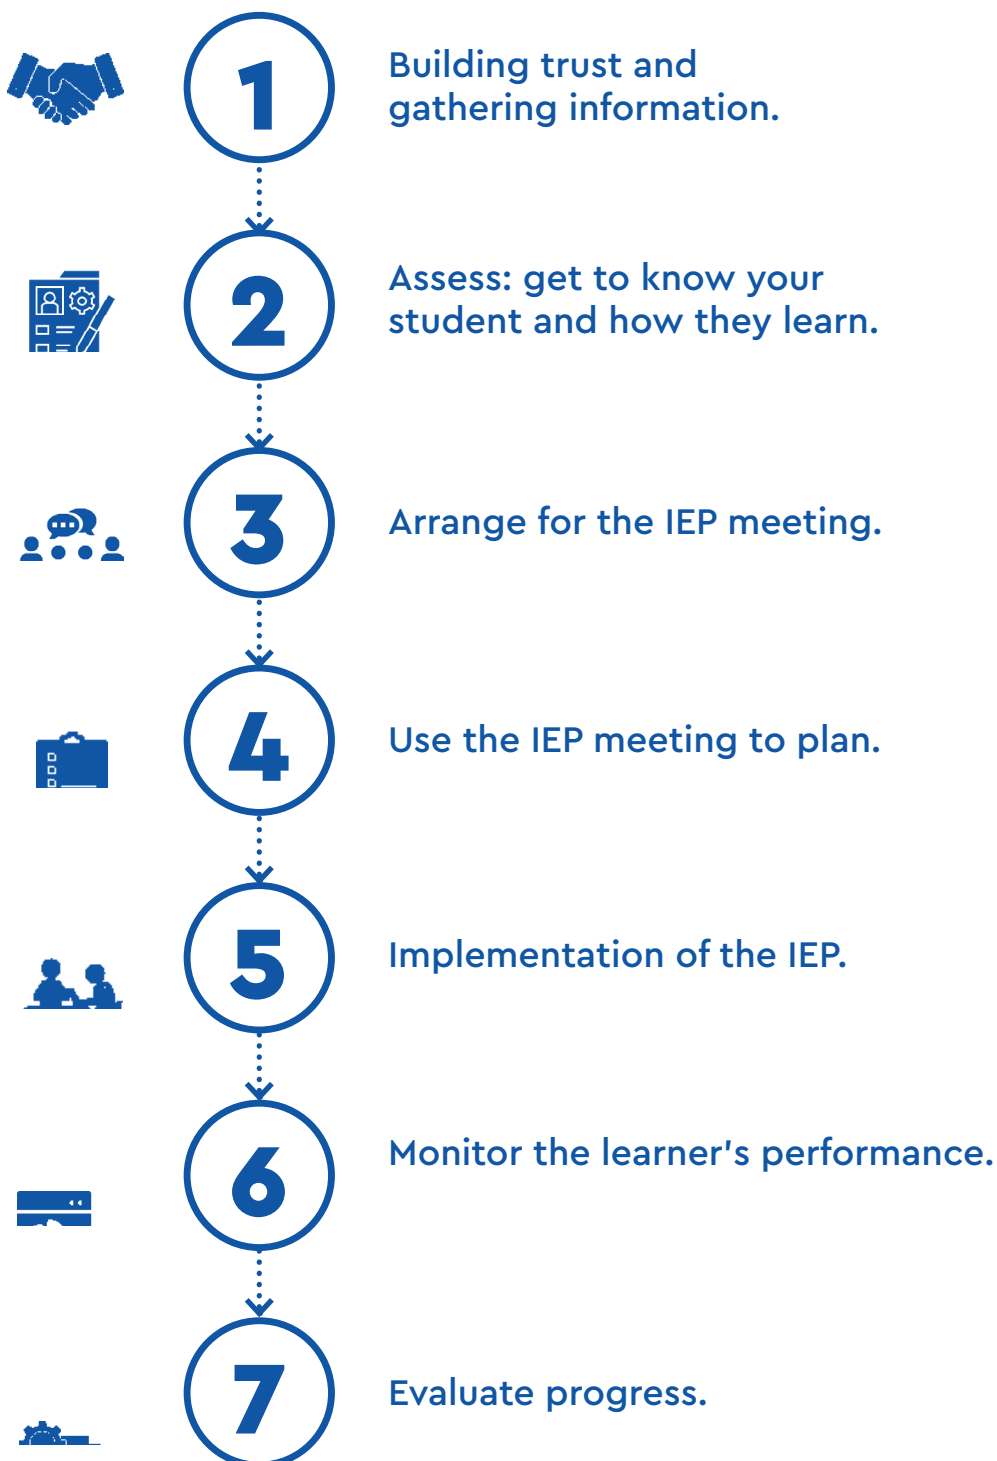 1
Building trust and
gathering information.
2
Assess: get to know your
student and how they learn.
3
Arrange for the IEP meeting.
4
Use the IEP meeting to plan.
5
Implementation of the IEP.
6
Monitor the learner's performance.
7
Evaluate progress.